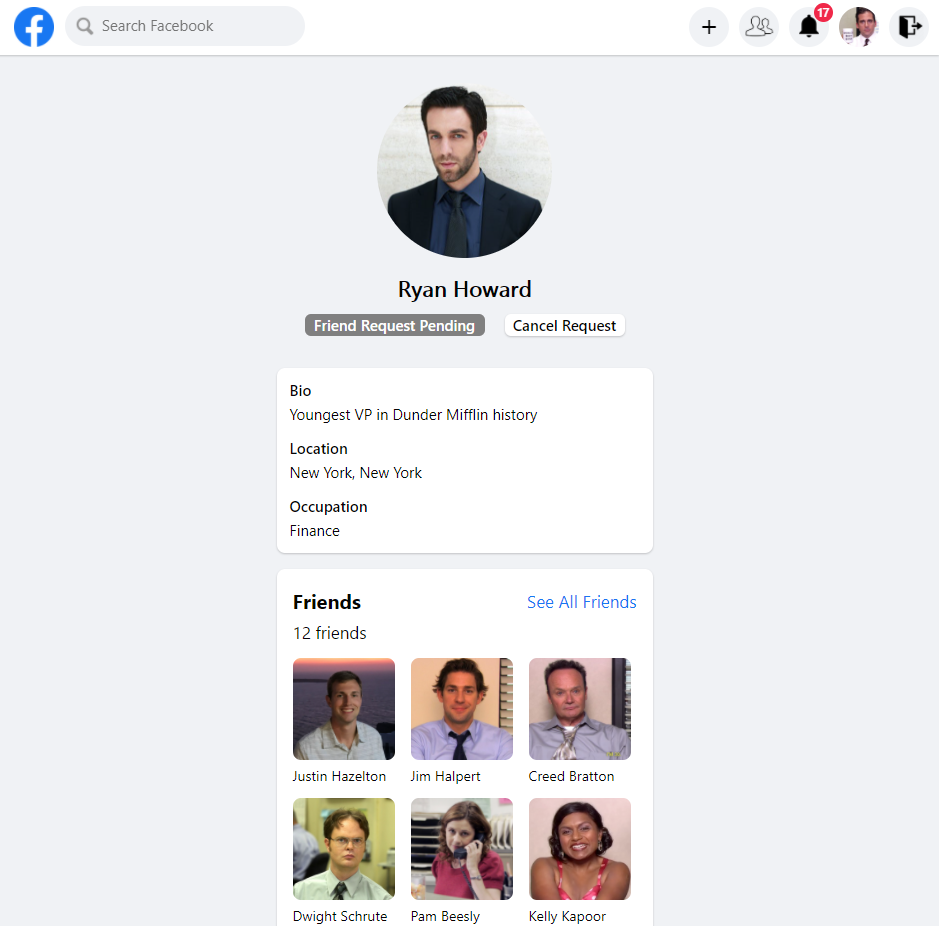 Search Facebook
17
Ryan Howard
Friend Request Pending
Cancel Request
Bio
Youngest VP in Dunder Mifflin history
Location
New York, New York
Occupation
Finance
Friends
See All Friends
12 friends
Justin Hazelton
Jim Halpert
Creed Bratton
Dwight Schrute
Pam Beesly
Kelly Kapoor